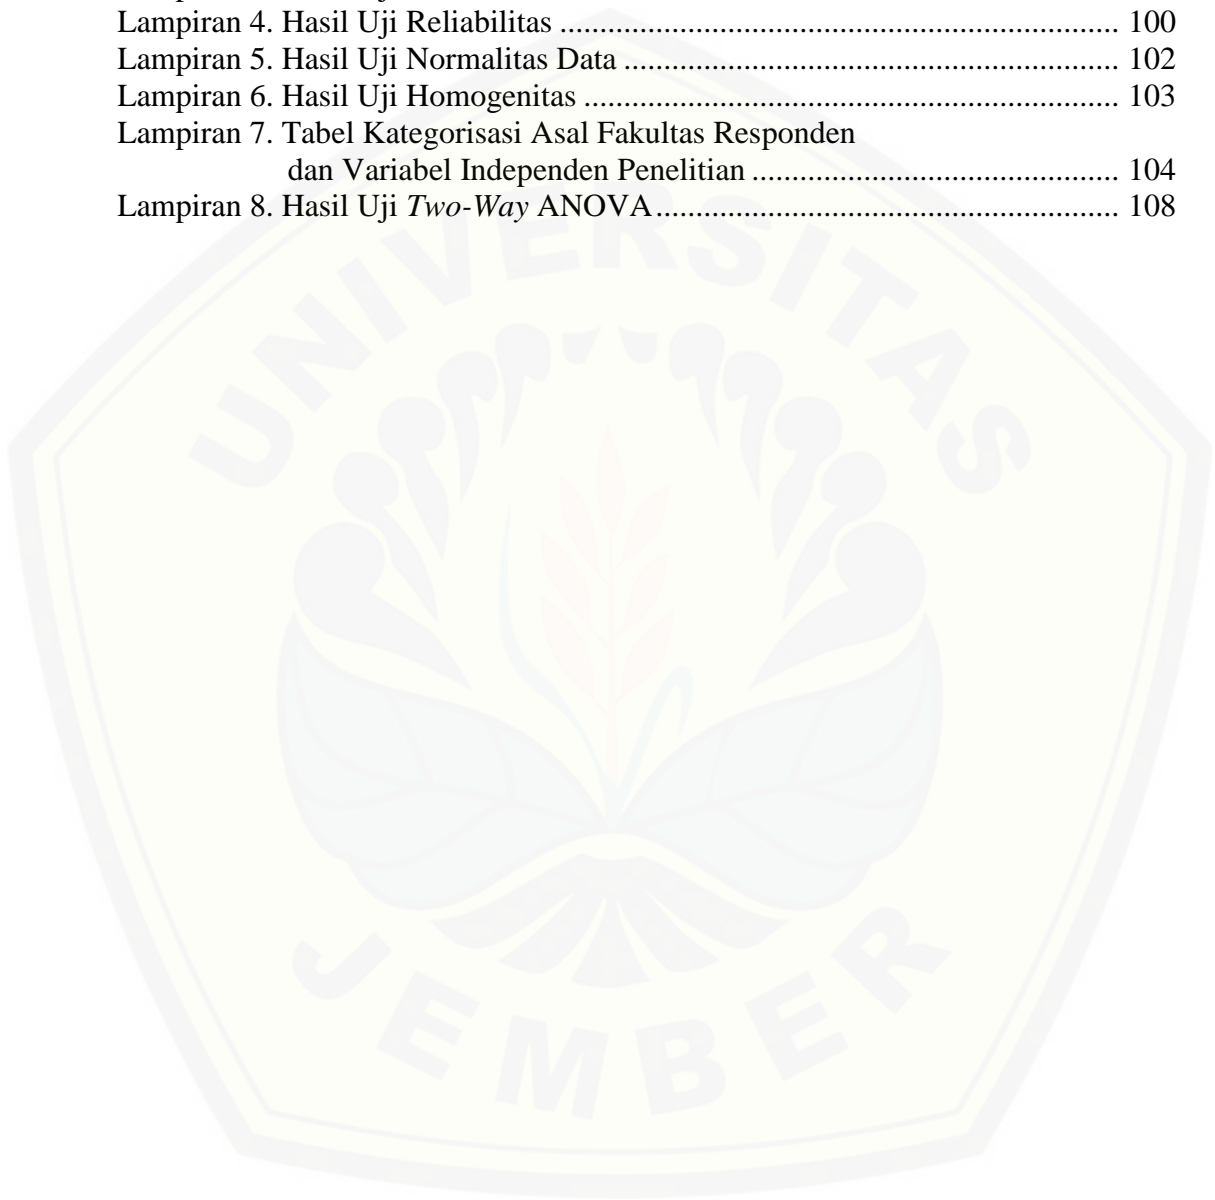 Lampiran 4. Hasil Uji Reliabilitas ....................................................................... 100
Lampiran 5. Hasil Uji Normalitas Data ............................................................... 102
Lampiran 6. Hasil Uji Homogenitas .................................................................... 103
Lampiran 7. Tabel Kategorisasi Asal Fakultas Responden
dan Variabel Independen Penelitian ............................................... 104
Lampiran 8. Hasil Uji Two-Way ANOVA........................................................... 108
UNIVERSITAS
JEMBER